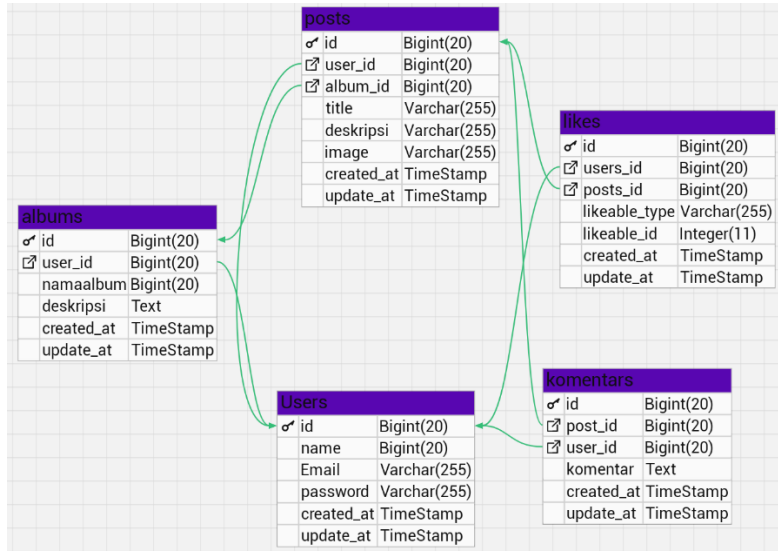 posts
id Bigint(20)
user_id Bigint(20)
album_id Bigint(20)
title Varchar(255)
deskripsi Varchar(255)
image Varchar(255)
created_at TimeStamp
update_at TimeStamp
likes
id Bigint(20)
users_id Bigint(20)
posts_id Bigint(20)
likeable_type Varchar(255)
likeable_id Integer(11)
created_at TimeStamp
update_at TimeStamp
albums
id Bigint(20)
user_id Bigint(20)
namaalbum Bigint(20)
deskripsi Text
created_at TimeStamp
update_at TimeStamp
Users
id Bigint(20)
name Bigint(20)
Email Varchar(255)
password Varchar(255)
created_at TimeStamp
update_at TimeStamp
komentars
id Bigint(20)
post_id Bigint(20)
user_id Bigint(20)
komentar Text
created_at TimeStamp
update_at TimeStamp